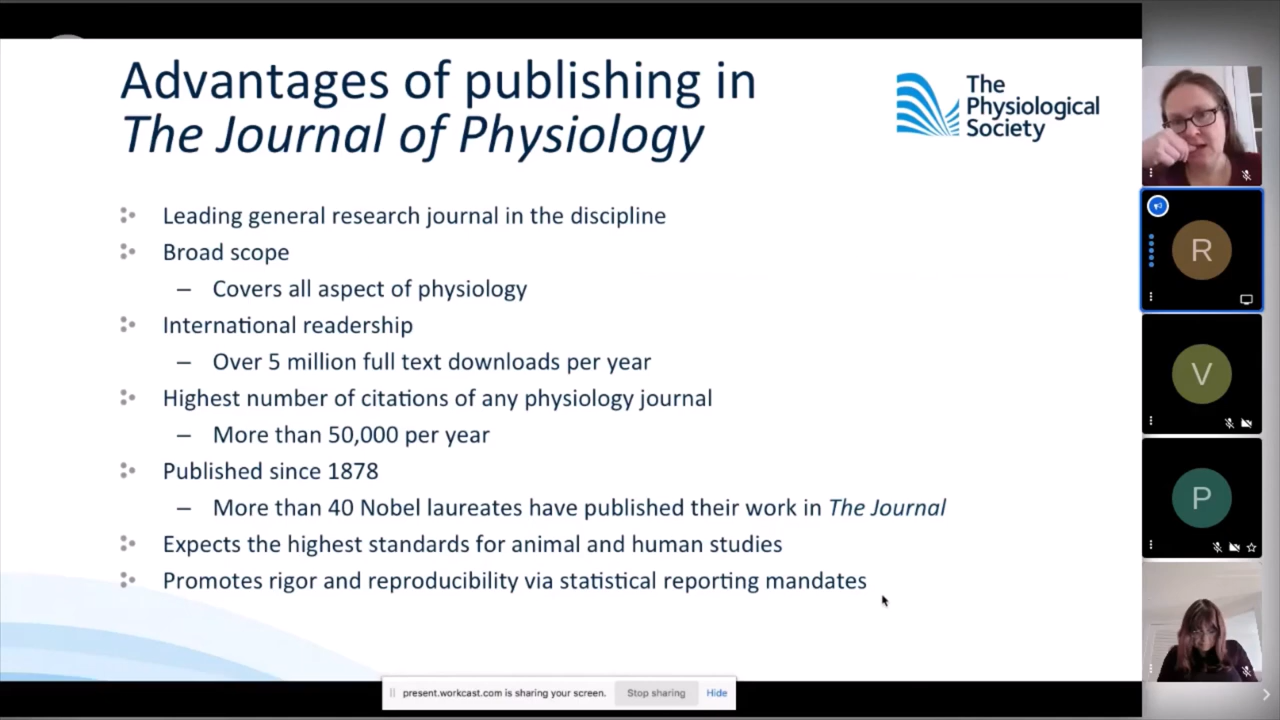 Advantages of publishing in
The Journal of Physiology
The
Physiological
Society
Leading general research journal in the discipline
Broad scope
– Covers all aspect of physiology
International readership
– Over 5 million full text downloads per year
Highest number of citations of any physiology journal
– More than 50,000 per year
Published since 1878
– More than 40 Nobel laureates have published their work in The Journal
Expects the highest standards for animal and human studies
Promotes rigor and reproducibility via statistical reporting mandates
R
V
P
present.workcast.com is sharing your screen.
Stop sharing
Hide